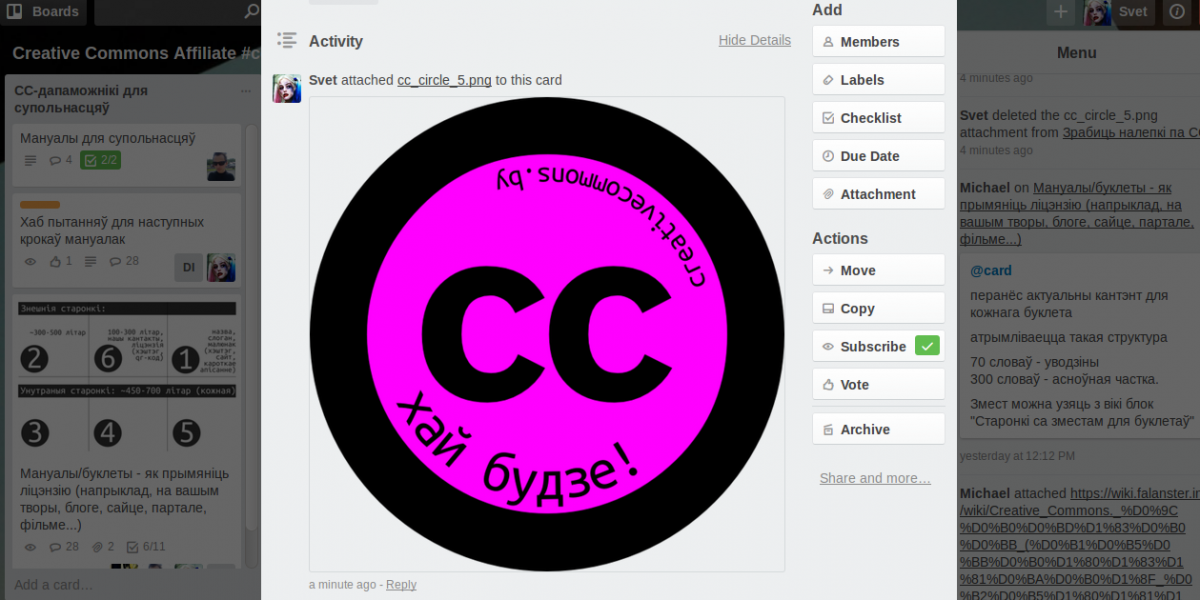 Boards
Creative Commons Affiliate #c
CC-дапаможнікі для
супольнасцяў
...
Мануалы для супольнасцяў
4
2/2
Хаб пытанняў для наступных
крокаў мануалак
1
28
DI
Знешнія старонкі:
~300-500 літар
100-300 літар,
наші кантакты,
ліцэнзія
(хэштэг,
qr-код)
назва,
слоган,
малюнак
(хэштэг,
сайт,
кароткае
апісанне)
2
6
1
Унутраныя старонкі: ~450-700 літар (кожная)
3
4
5
Мануалы/буклеты - як прымяніць
ліцэнзію (напрыклад, на вашым
творы, блоге, сайце, партале,
фільме...)
28
2
6/11
Add a card…
Activity
Hide Details
Svet attached cc_circle_5.png to this card
creativecommons.by
cc
хай будзе!
a minute ago - Reply
Add
Members
Labels
Checklist
Due Date
Attachment
Actions
Move
Copy
Subscribe
Vote
Archive
Share and more…
Svet
Menu
4 minutes ago
Svet deleted the cc_circle_5.png
attachment from Зрабіць налепкі па C
4 minutes ago
Michael on Мануалы/буклеты - як
прымяніць ліцэнзію (напрыклад, на
вашым творы, блоге, сайце, партале,
фільме...)
@card
перанёс актуальны кантэнт для
кожнага буклета
атрымліваецца такая структура
70 словаў - уводзіны
300 словаў - асноўная частка.
Змест можна узяць з вікі блок
"Старонкі са зместам для буклетаў"
yesterday at 12:12 PM
Michael attached https://wiki.falanster.in
/wiki/Creative_Commons._%D0%9C
%D0%B0%D0%BD%D1%83%D0%B0
%D0%BB_(%D0%B1%D0%B5%D0
%BB%D0%B0%D1%80%D1%83%D1
%81%D0%BA%D0%B0%D1%8F_%D0
%B2%D0%B5%D1%80%D1%81%D1